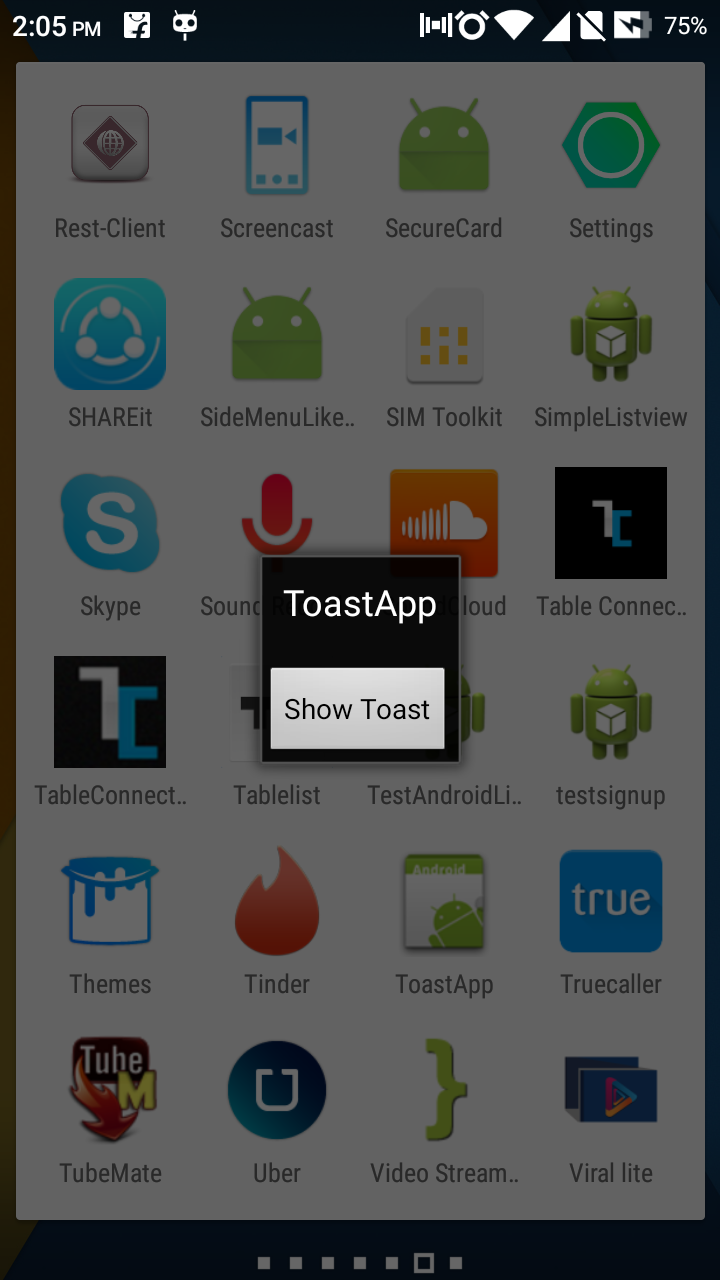 2:05 PM
75%
Rest-Client
Screencast
SecureCard
Settings
SHAREit
SideMenuLike..
SIM Toolkit
SimpleListview
Skype
Sound
Cloud
Table Connec..
ToastApp
Show Toast
TableConnect..
Tablelist
TestAndroidLi..
testsignup
Android
true
Themes
Tinder
ToastApp
Truecaller
Tube
M
TubeMate
Uber
Video Stream..
Viral lite